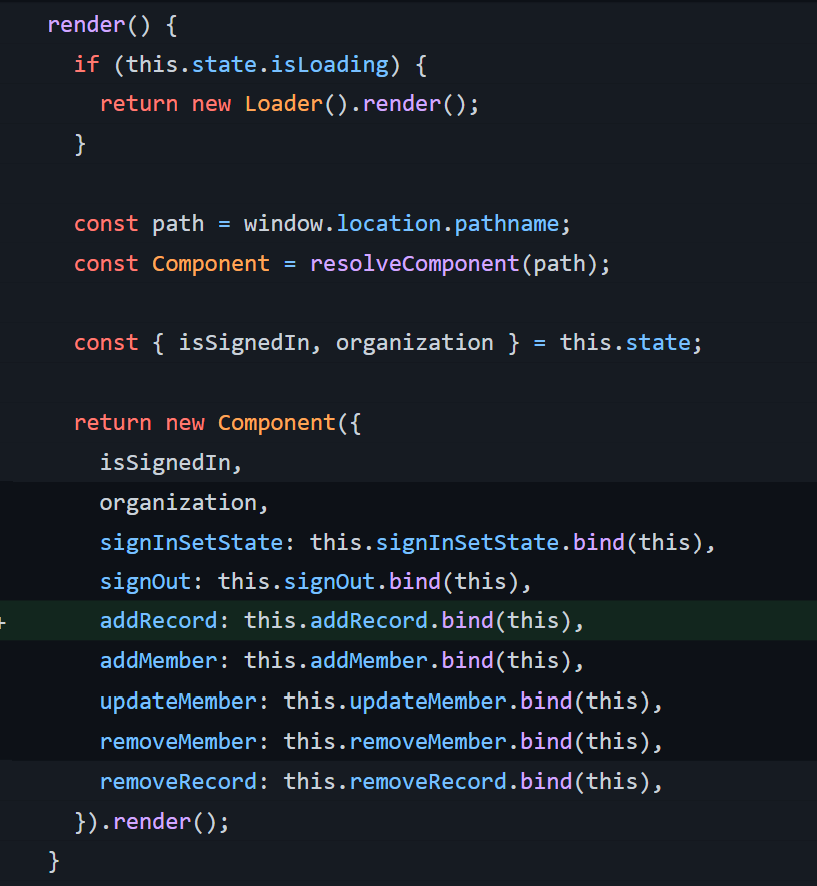 render() {
if (this.state.isLoading) {
return new Loader().render();
}
const path = window.location.pathname;
const Component = resolveComponent(path);
const { isSignedIn, organization } = this.state;
return new Component({
isSignedIn,
organization,
signInSetState: this.signInSetState.bind(this),
signOut: this.signOut.bind(this),
+ addRecord: this.addRecord.bind(this),
addMember: this.addMember.bind(this),
updateMember: this.updateMember.bind(this),
removeMember: this.removeMember.bind(this),
removeRecord: this.removeRecord.bind(this),
}).render();
}